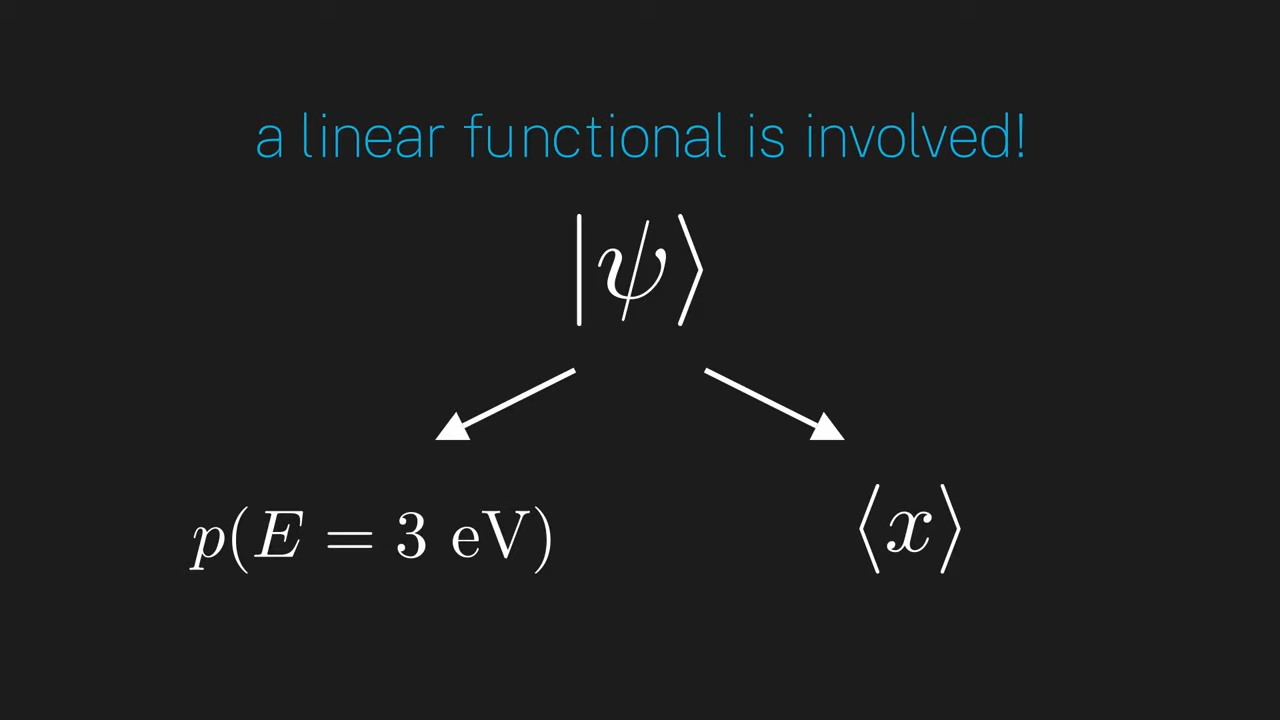 a linear functional is involved!
|ψ⟩
p(E = 3 eV)
⟨x⟩